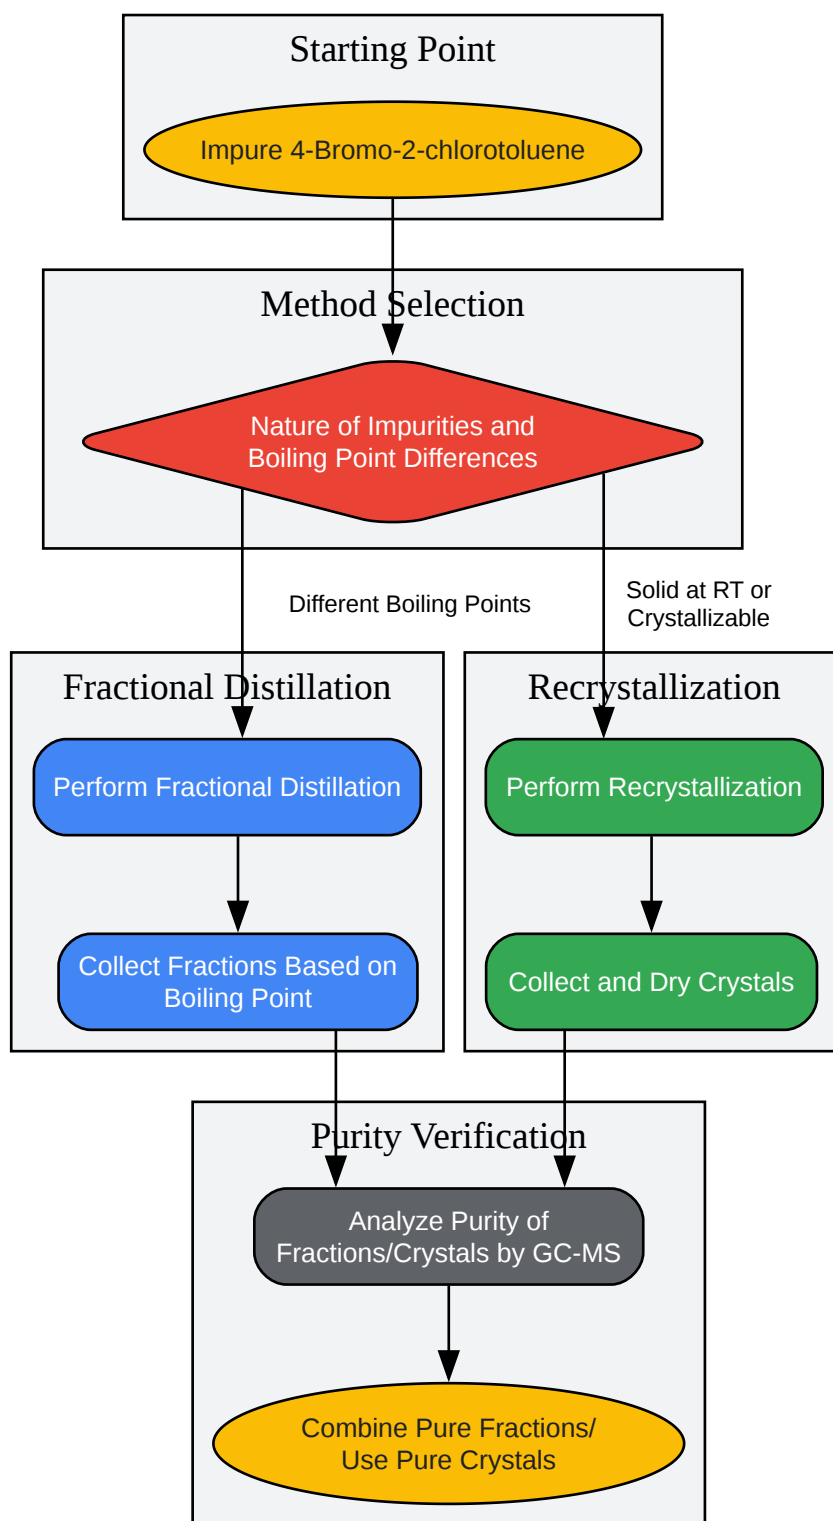 Starting Point
Impure 4-Bromo-2-chlorotoluene
Method Selection
Nature of Impurities and
Boiling Point Differences
Different Boiling Points
Solid at RT or
Crystallizable
Fractional Distillation
Perform Fractional Distillation
Collect Fractions Based on
Boiling Point
Recrystallization
Perform Recrystallization
Collect and Dry Crystals
Purity Verification
Analyze Purity of
Fractions/Crystals by GC-MS
Combine Pure Fractions/
Use Pure Crystals